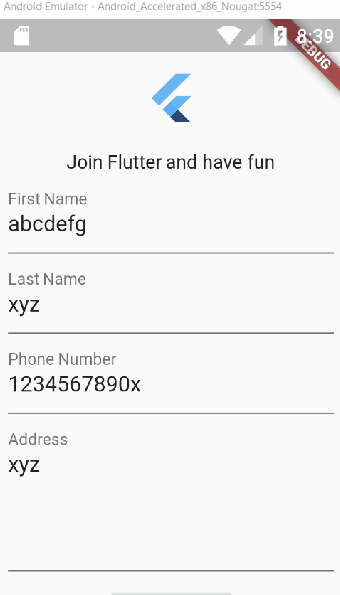 Android Emulator - Android_Accelerated_x86_Nougat:5554
8:39
DEBUG
Join Flutter and have fun
First Name
abcdefg
Last Name
xyz
Phone Number
1234567890x
Address
xyz